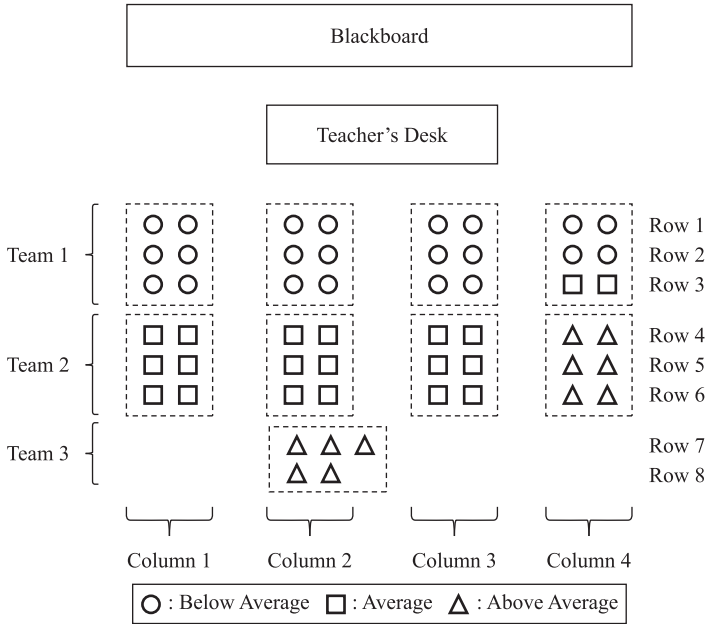 Blackboard
Teacher's Desk
Team 1
Row 1
Row 2
Row 3
Team 2
Row 4
Row 5
Row 6
Team 3
Row 7
Row 8
Column 1 Column 2 Column 3 Column 4
: Below Average : Average : Above Average